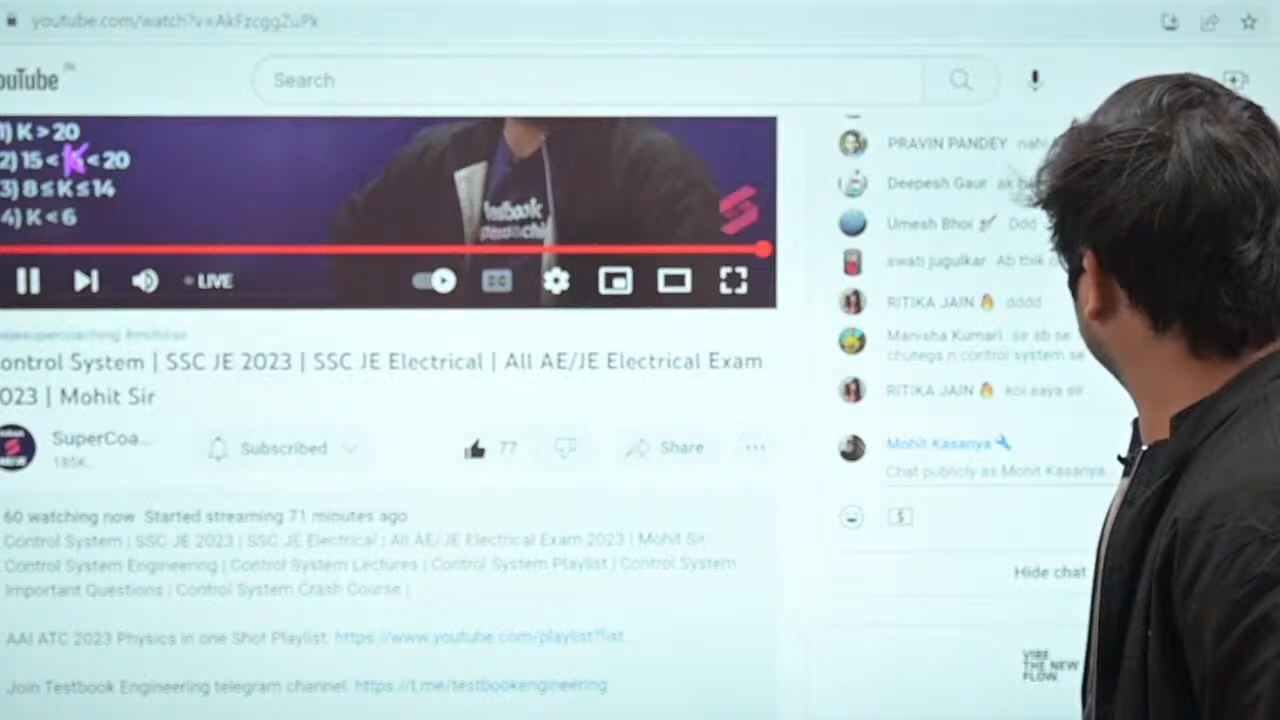 youtube.com/watch?v=AkFzcggZuPk
ouTube
Search
1) K > 20
2) 15 < K < 20
3) 8 ≤ K ≤ 14
4) K < 6
LIVE
ontrol System | SSC JE 2023 | SSC JE Electrical | All AE/JE Electrical Exam
023 | Mohit Sir
SuperCoa...
185K...
Subscribed
77
Share
60 watching now Started streaming 71 minutes ago
Control System | SSC JE 2023 | SSC JE Electrical | All AE/JE Electrical Exam 2023 | Mohit Sir
Control System Engineering | Control System Lectures | Control System Playlist | Control System
Important Questions | Control System Crash Course |
AAI ATC 2023 Physics in one Shot Playlist: https://www.youtube.com/playlist?list...
Join Testbook Engineering telegram channel: https://t.me/testbookengineering
PRAVIN PANDEY nahi
Deepesh Gaur ak
Umesh Bhoi Ddd
swati jugulkar Ab thik
RITIKA JAIN 🔥 dddd
Manisha Kumari sir ab se
chutega n control system se
RITIKA JAIN 🔥 koi aaya sir
Mohit Kasanya
Chat publicly as Mohit Kasanya...
$
Hide chat
VIBE
THE NEW
FLOW